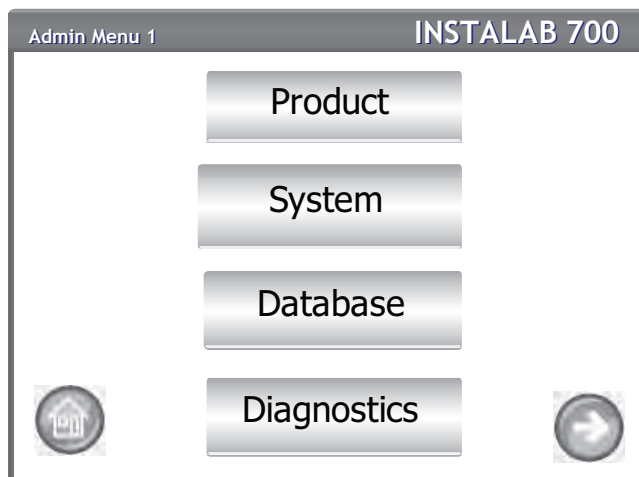 Admin Menu 1 INSTALAB 700
Product
System
Database
Diagnostics